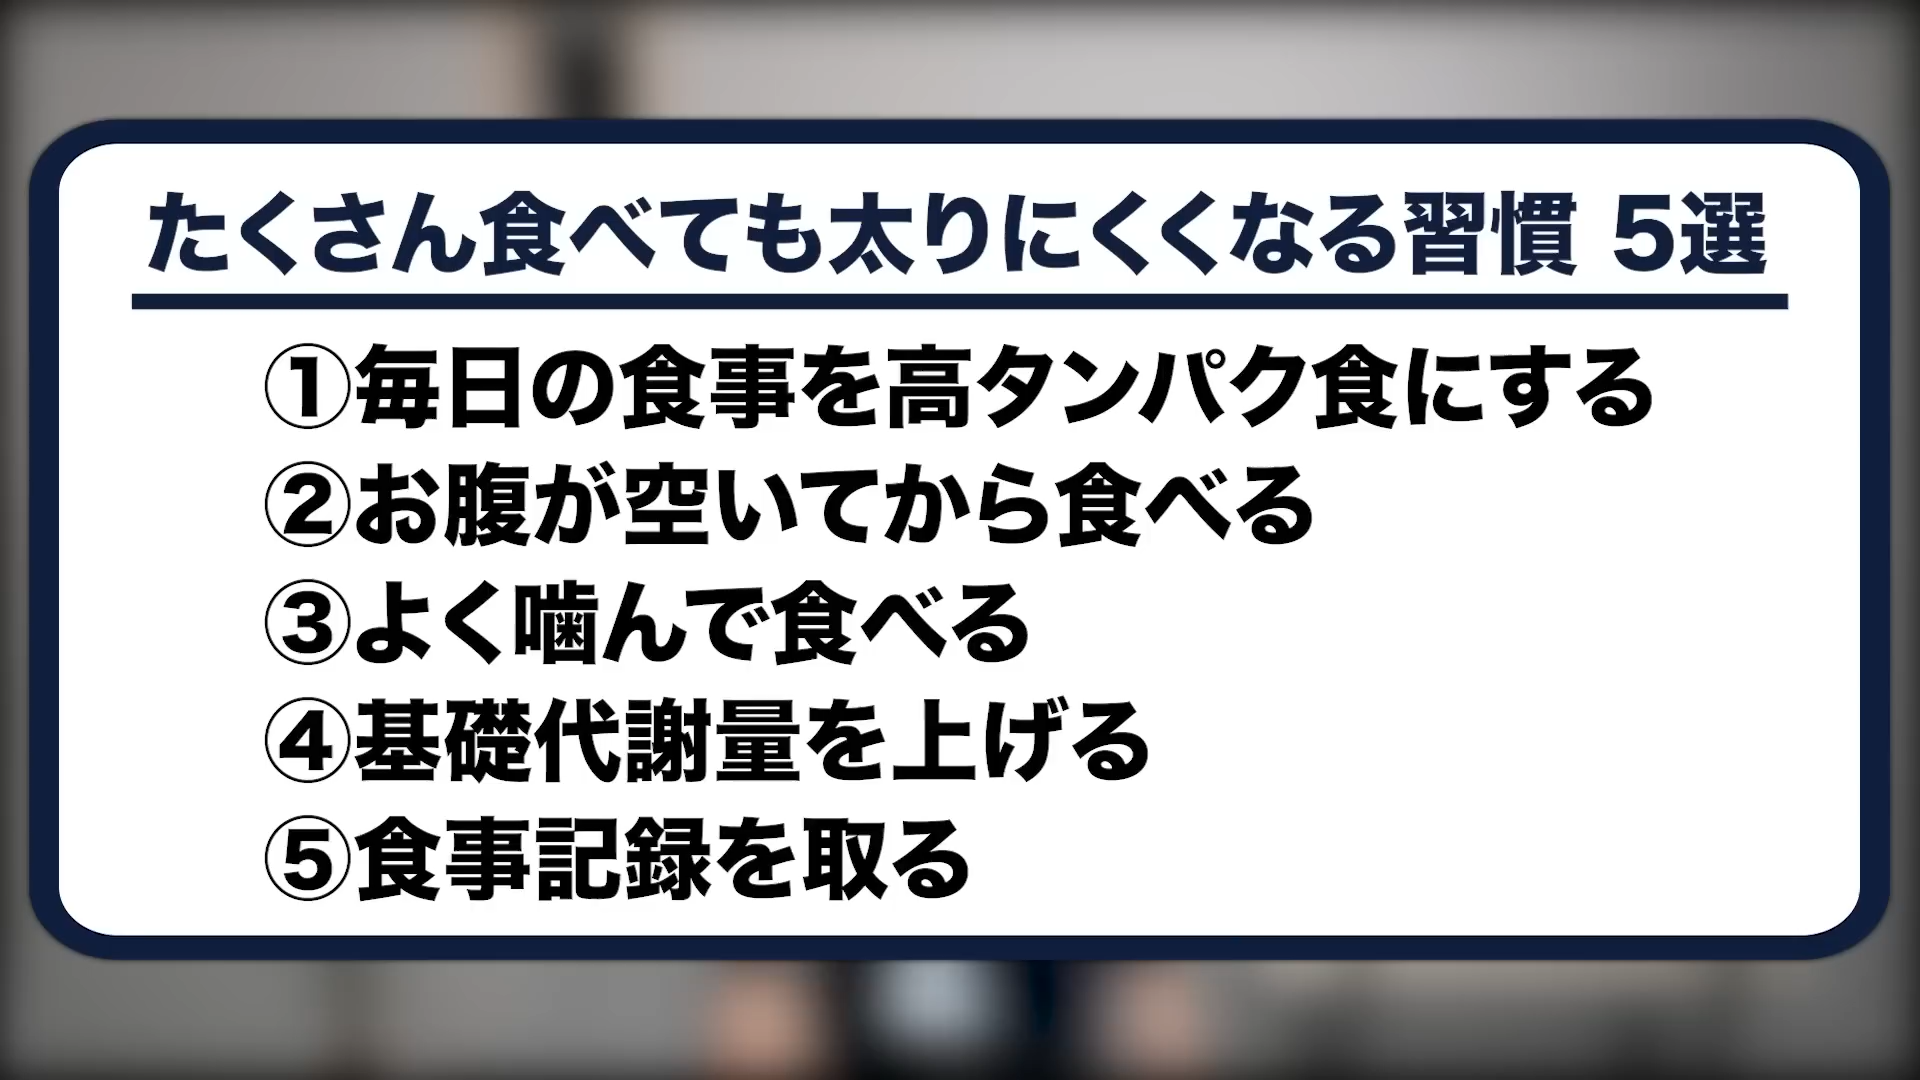 たくさん食べても太りにくくなる習慣 5選
①毎日の食事を高タンパク食にする
②お腹が空いてから食べる
③よく噛んで食べる
④基礎代謝量を上げる
⑤食事記録を取る